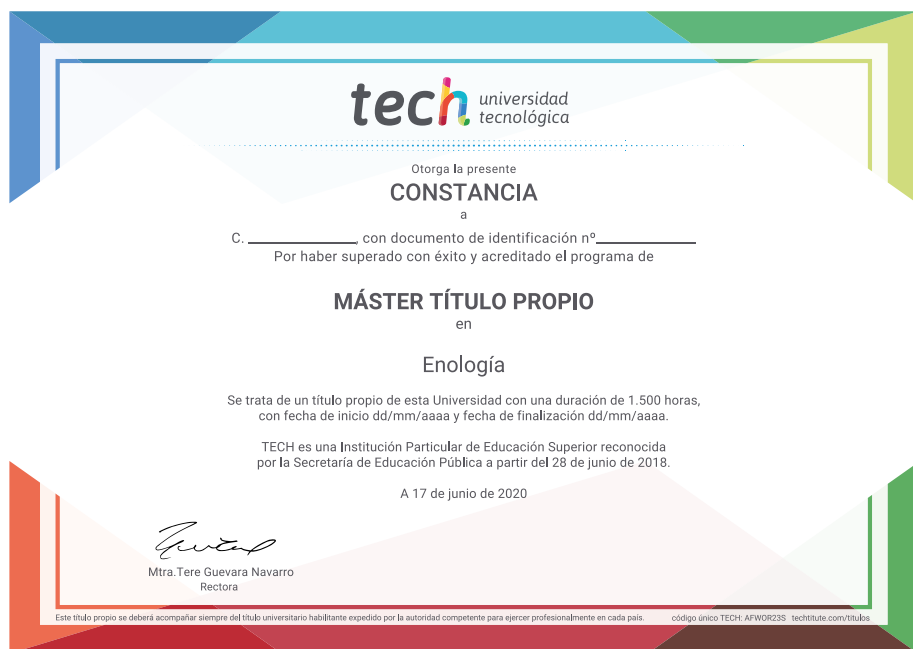 tech universidad
tecnológica
Otorga la presente
CONSTANCIA
a
C. ____________, con documento de identificación nº____________
Por haber superado con éxito y acreditado el programa de
MÁSTER TÍTULO PROPIO
en
Enología
Se trata de un título propio de esta Universidad con una duración de 1.500 horas,
con fecha de inicio dd/mm/aaaa y fecha de finalización dd/mm/aaaa.
TECH es una Institución Particular de Educación Superior reconocida
por la Secretaría de Educación Pública a partir del 28 de junio de 2018.
A 17 de junio de 2020
Mtra.Tere Guevara Navarro
Rectora
Este título propio se deberá acompañar siempre del título universitario habilitante expedido por la autoridad competente para ejercer profesionalmente en cada país. código único TECH: AFWOR23S techtitute.com/titulos